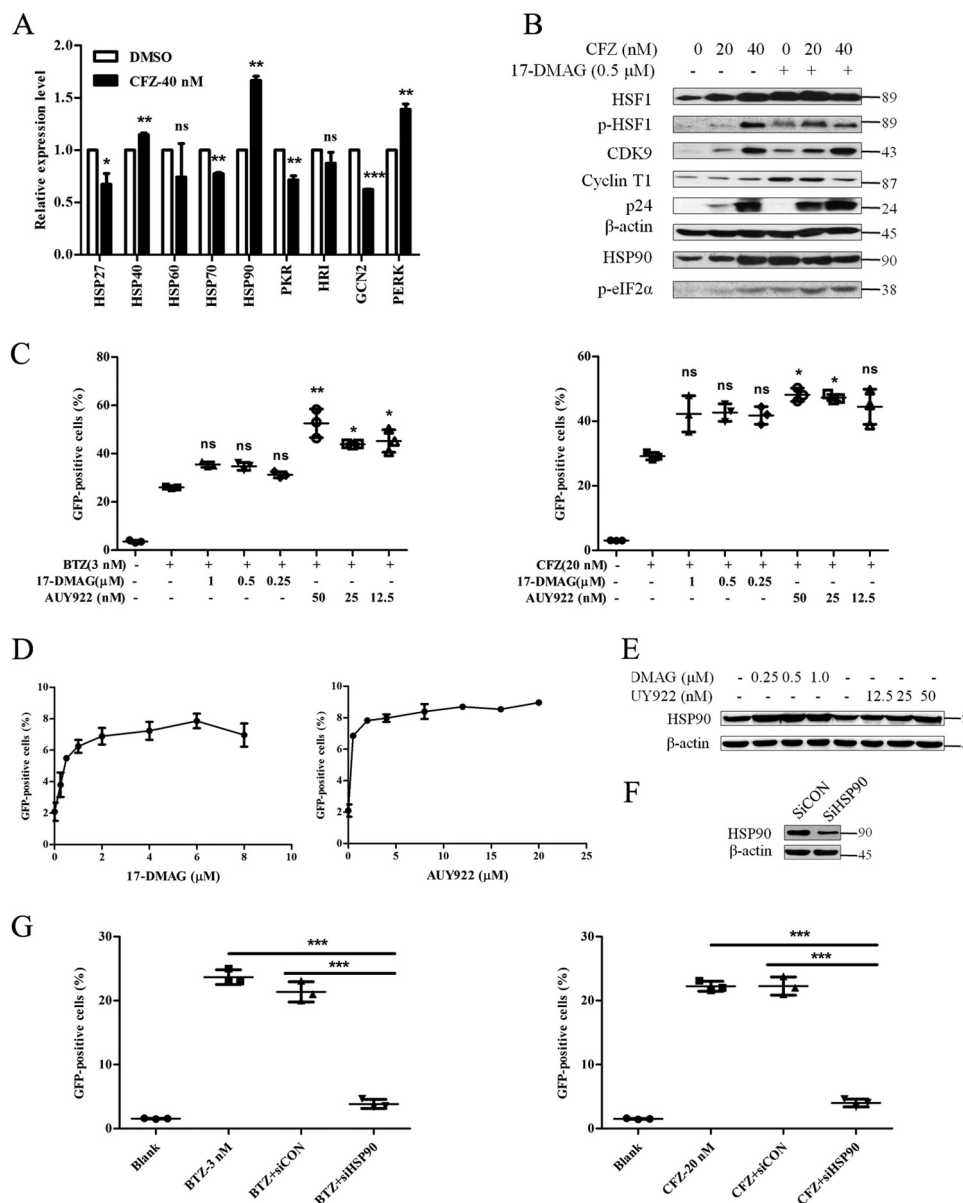 A
Relative expression level
2.0
1.5
1.0
0.5
0.0
DMSO
CFZ-40 nM
* ** ns ** ** ** ns *** **
HSP27 HSP40 HSP60 HSP70 HSP90 PKR HRI GCN2 PERK
B
CFZ (nM) 0 20 40 0 20 40
17-DMAG (0.5 μM) - - - + + +
HSF1 89
p-HSF1 89
CDK9 43
Cyclin T1 87
p24 24
β-actin 45
HSP90 90
p-eIF2α 38
C
GFP-positive cells (%)
80
60
40
20
0
ns ns ns ** * *
BTZ(3 nM) - + + + + + + +
17-DMAG(μM) - - 1 0.5 0.25 - - -
AUY922 (nM) - - - - - 50 25 12.5
GFP-positive cells (%)
60
40
20
0
ns ns ns * * ns
CFZ(20 nM) - + + + + + + +
17-DMAG(μM) - - 1 0.5 0.25 - - -
AUY922 (nM) - - - - - 50 25 12.5
D
GFP-positive cells (%)
10
8
6
4
2
0
0 2 4 6 8 10
17-DMAG (μM)
GFP-positive cells (%)
10
8
6
4
2
0
0 5 10 15 20 25
AUY922 (μM)
E
DMAG (μM) - 0.25 0.5 1.0 - - - -
UY922 (nM) - - - - - 12.5 25 50
HSP90
β-actin
F
SiCON SiHSP90
HSP90 90
β-actin 45
G
GFP-positive cells (%)
30
20
10
0
***
***
Blank BTZ-3 nM BTZ+siCON BTZ+siHSP90
GFP-positive cells (%)
30
20
10
0
***
***
Blank CFZ-20 nM CFZ+siCON CFZ+siHSP90